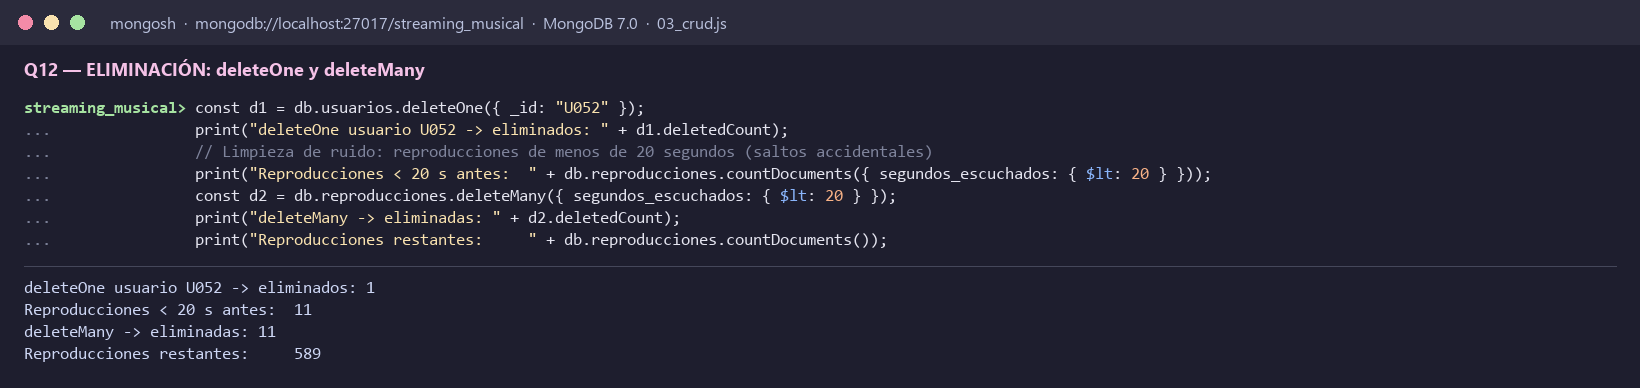 mongosh · mongodb://localhost:27017/streaming_musical · MongoDB 7.0 · 03_crud.js
Q12 — ELIMINACIÓN: deleteOne y deleteMany
streaming_musical> const d1 = db.usuarios.deleteOne({ _id: "U052" });
...                print("deleteOne usuario U052 -> eliminados: " + d1.deletedCount);
...                // Limpieza de ruido: reproducciones de menos de 20 segundos (saltos accidentales)
...                print("Reproducciones < 20 s antes:  " + db.reproducciones.countDocuments({ segundos_escuchados: { $lt: 20 } }));
...                const d2 = db.reproducciones.deleteMany({ segundos_escuchados: { $lt: 20 } });
...                print("deleteMany -> eliminadas: " + d2.deletedCount);
...                print("Reproducciones restantes:     " + db.reproducciones.countDocuments());
deleteOne usuario U052 -> eliminados: 1
Reproducciones < 20 s antes:  11
deleteMany -> eliminadas: 11
Reproducciones restantes:     589